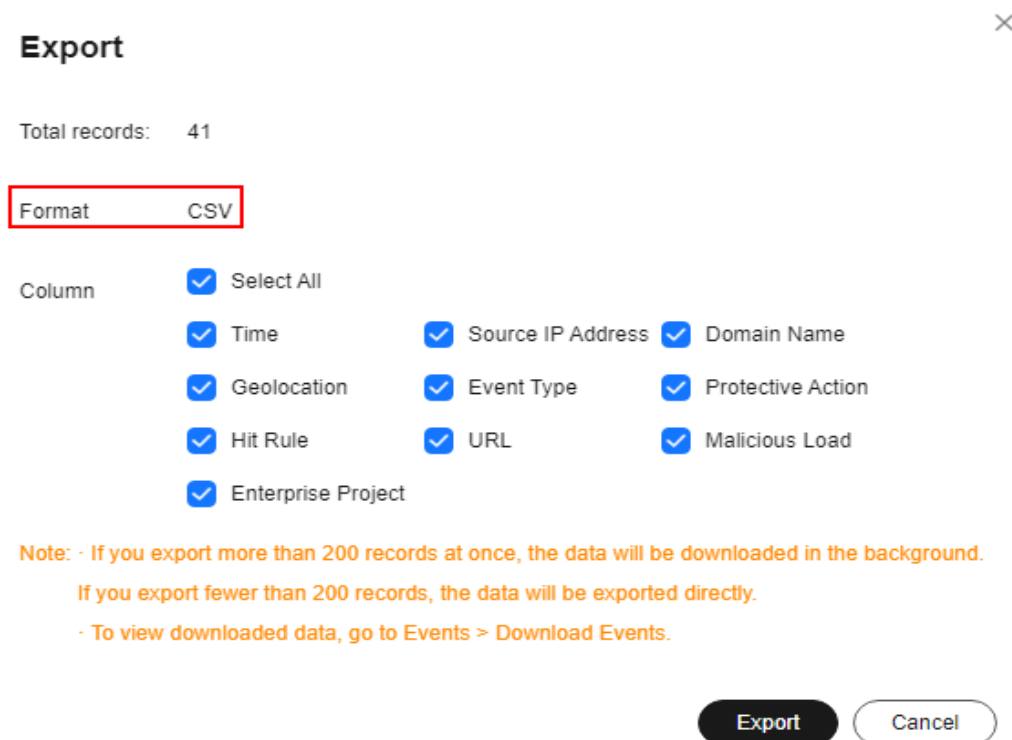 Export
Total records: 41
Format CSV
Column Select All
Time Source IP Address Domain Name
Geolocation Event Type Protective Action
Hit Rule URL Malicious Load
Enterprise Project
Note: · If you export more than 200 records at once, the data will be downloaded in the background.
If you export fewer than 200 records, the data will be exported directly.
· To view downloaded data, go to Events > Download Events.
Export Cancel